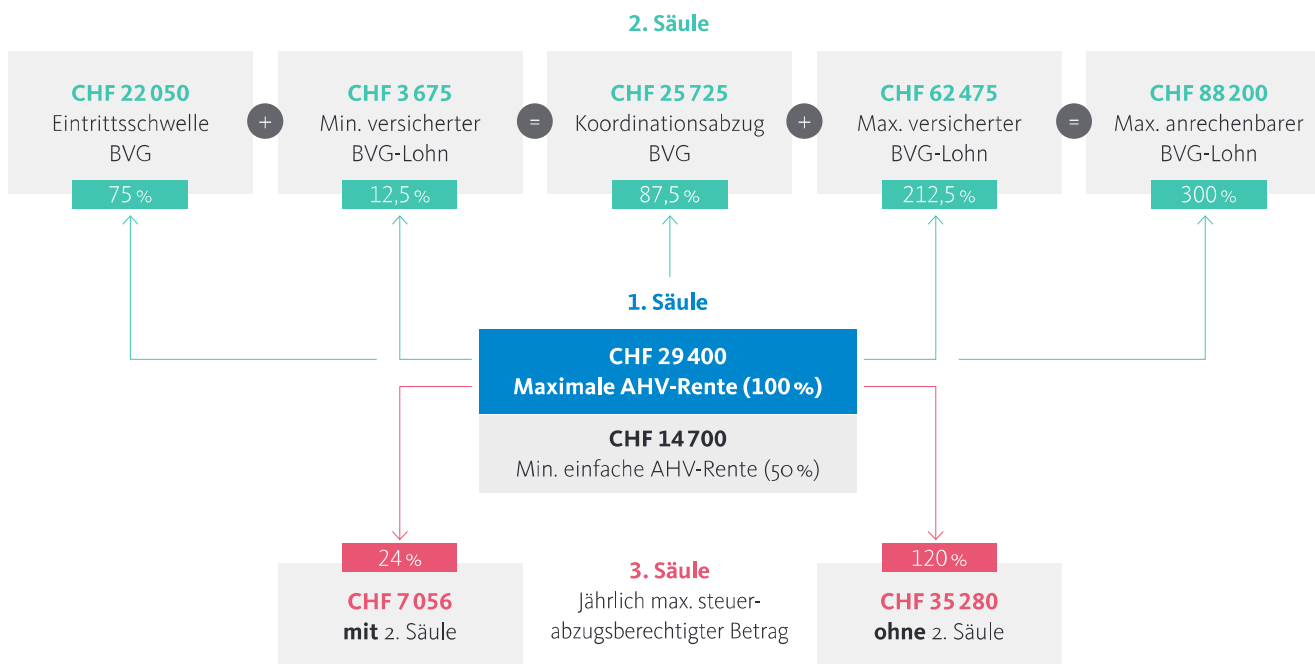 2. Säule
CHF 22 050
Eintrittsschwelle
BVG
75 %
+
CHF 3 675
Min. versicherter
BVG-Lohn
12,5 %
=
CHF 25 725
Koordinationsabzug
BVG
87,5 %
+
CHF 62 475
Max. versicherter
BVG-Lohn
212,5 %
=
CHF 88 200
Max. anrechenbarer
BVG-Lohn
300 %
1. Säule
CHF 29 400
Maximale AHV-Rente (100 %)
CHF 14 700
Min. einfache AHV-Rente (50 %)
24 %
CHF 7 056
mit 2. Säule
3. Säule
Jährlich max. steuer-
abzugsberechtigter Betrag
120 %
CHF 35 280
ohne 2. Säule